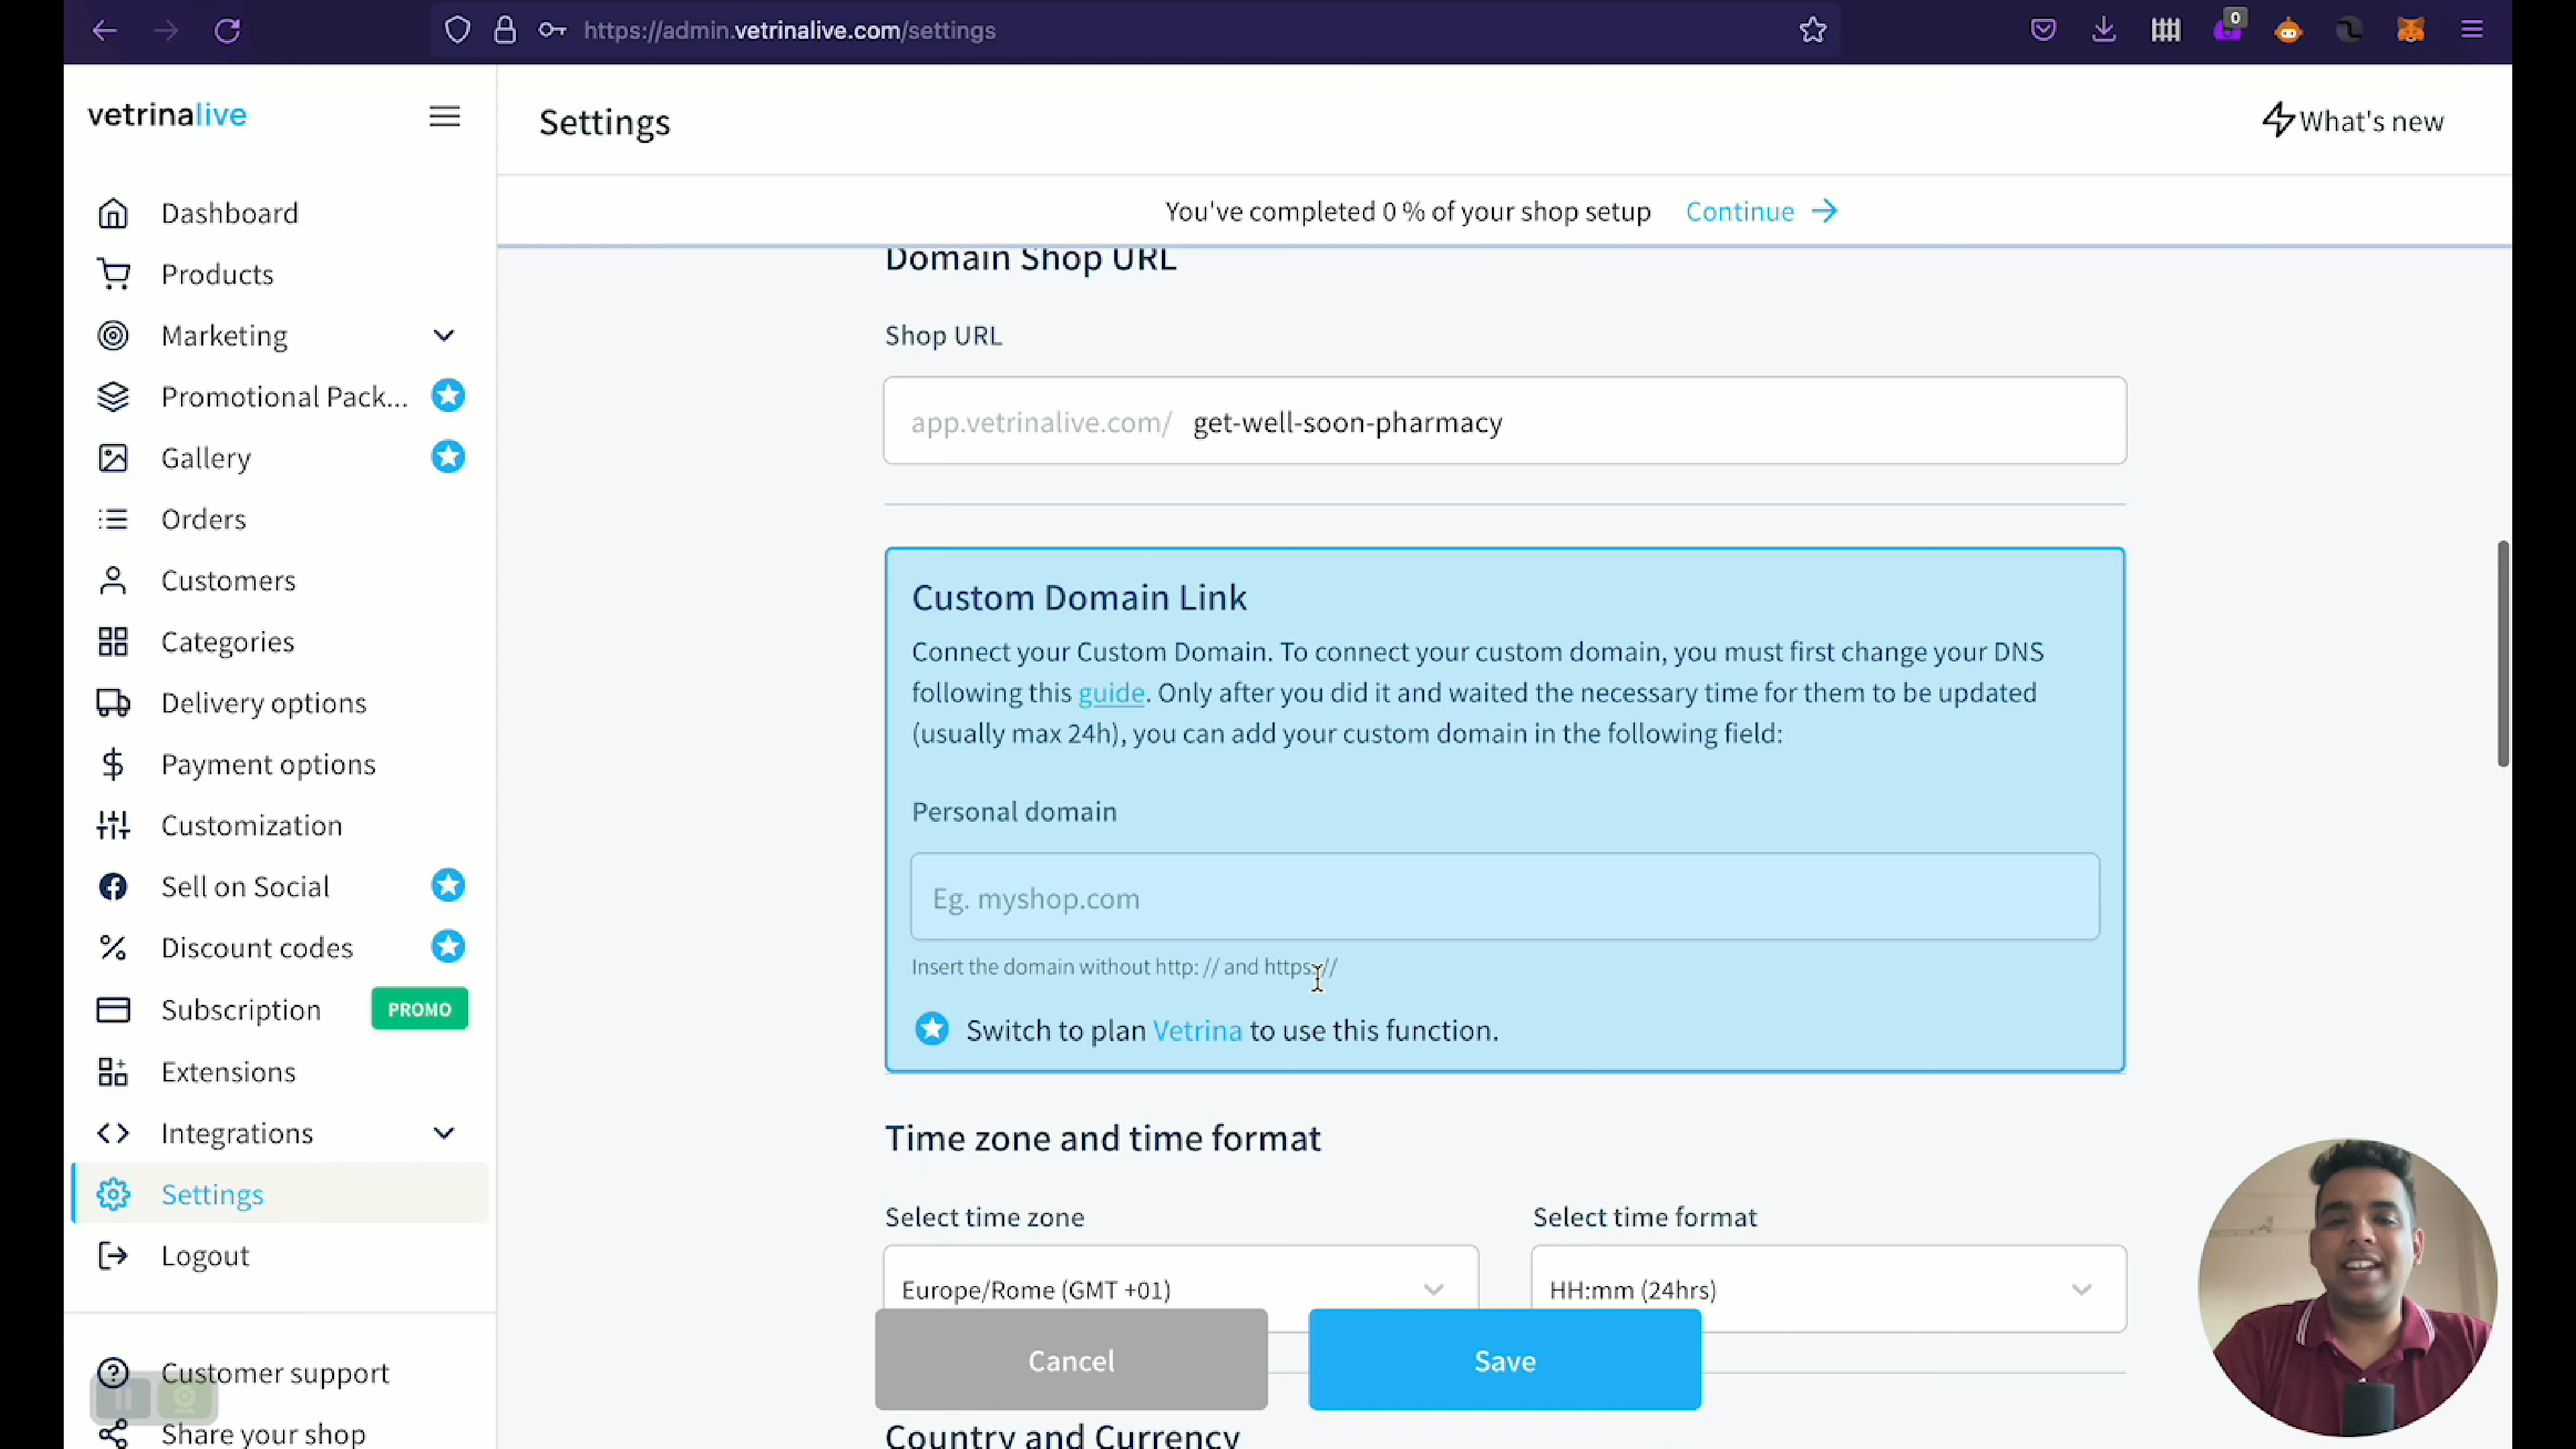 https://admin.vetrinalive.com/settings
0
vetrinalive
Settings
What's new
You've completed 0 % of your shop setup Continue
Dashboard
Products
Marketing
Promotional Pack...
Gallery
Orders
Customers
Categories
Delivery options
Payment options
Customization
Sell on Social
Discount codes
Subscription PROMO
Extensions
Integrations
Settings
Logout
Customer support
Share your shop
Domain Shop URL
Shop URL
app.vetrinalive.com/ get-well-soon-pharmacy
Custom Domain Link
Connect your Custom Domain. To connect your custom domain, you must first change your DNS
following this guide. Only after you did it and waited the necessary time for them to be updated
(usually max 24h), you can add your custom domain in the following field:
Personal domain
Eg. myshop.com
Insert the domain without http: // and https: //
Switch to plan Vetrina to use this function.
Time zone and time format
Select time zone Select time format
Europe/Rome (GMT +01) HH:mm (24hrs)
Cancel Save
Country and Currency